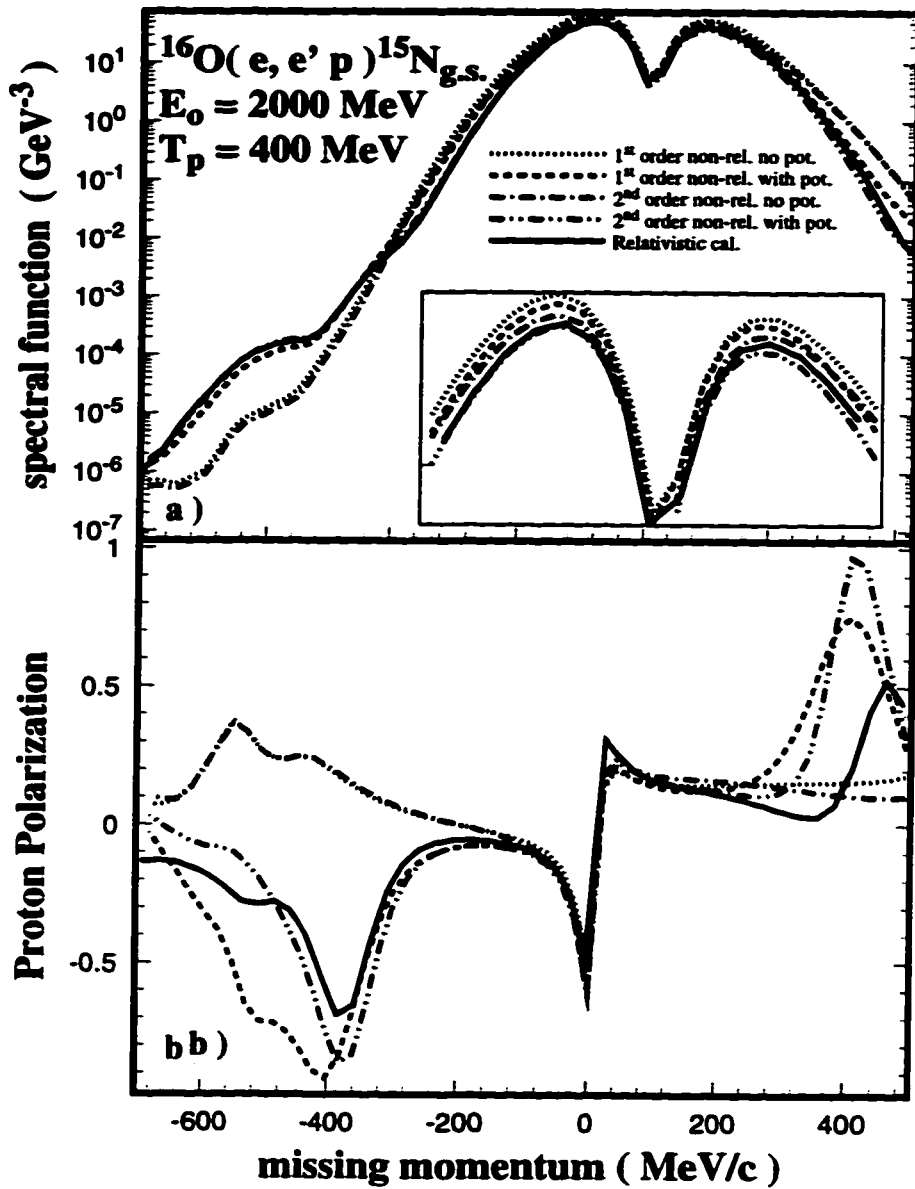 ¹⁶O( e, e' p )¹⁵N_g.s.
E_o = 2000 MeV
T_p = 400 MeV
1st order non-rel. no pot.
1st order non-rel. with pot.
2nd order non-rel. no pot.
2nd order non-rel. with pot.
Relativistic cal.
spectral function ( GeV⁻³ )
10¹
10⁰
10⁻¹
10⁻²
10⁻³
10⁻⁴
10⁻⁵
10⁻⁶
10⁻⁷
a )
Proton Polarization
1
0.5
0
-0.5
bb )
-600 -400 -200 0 200 400
missing momentum ( MeV/c )